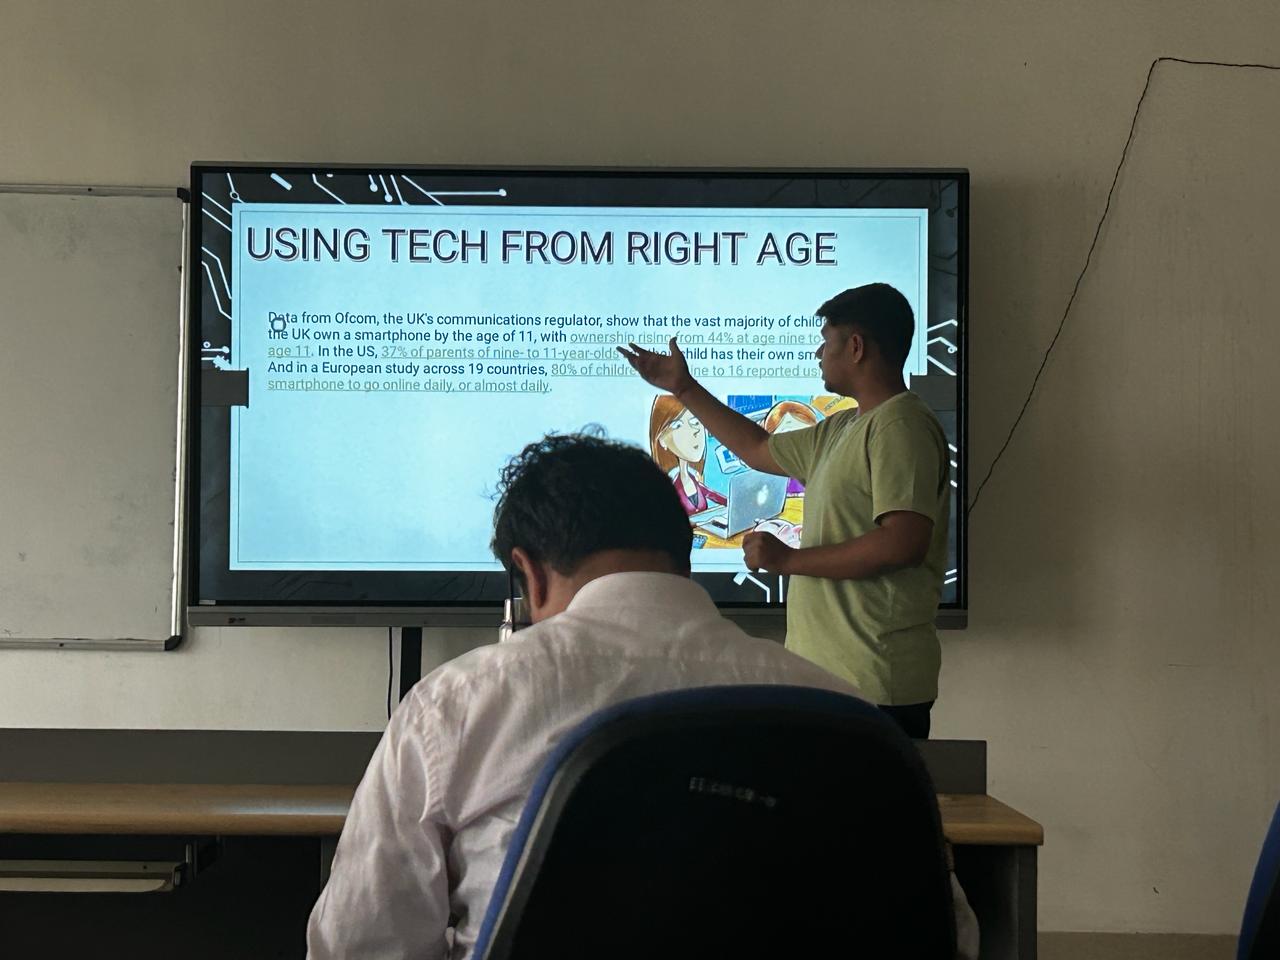 USING TECH FROM RIGHT AGE
Data from Ofcom, the UK's communications regulator, show that the vast majority of
the UK own a smartphone by the age of 11, with ownership rising from 44% at age nine to
age 11. In the US, 37% of parents of nine- to 11-year-olds child has their own
And in a European study across 19 countries, 80% of to 16 reported
smartphone to go online daily, or almost daily.